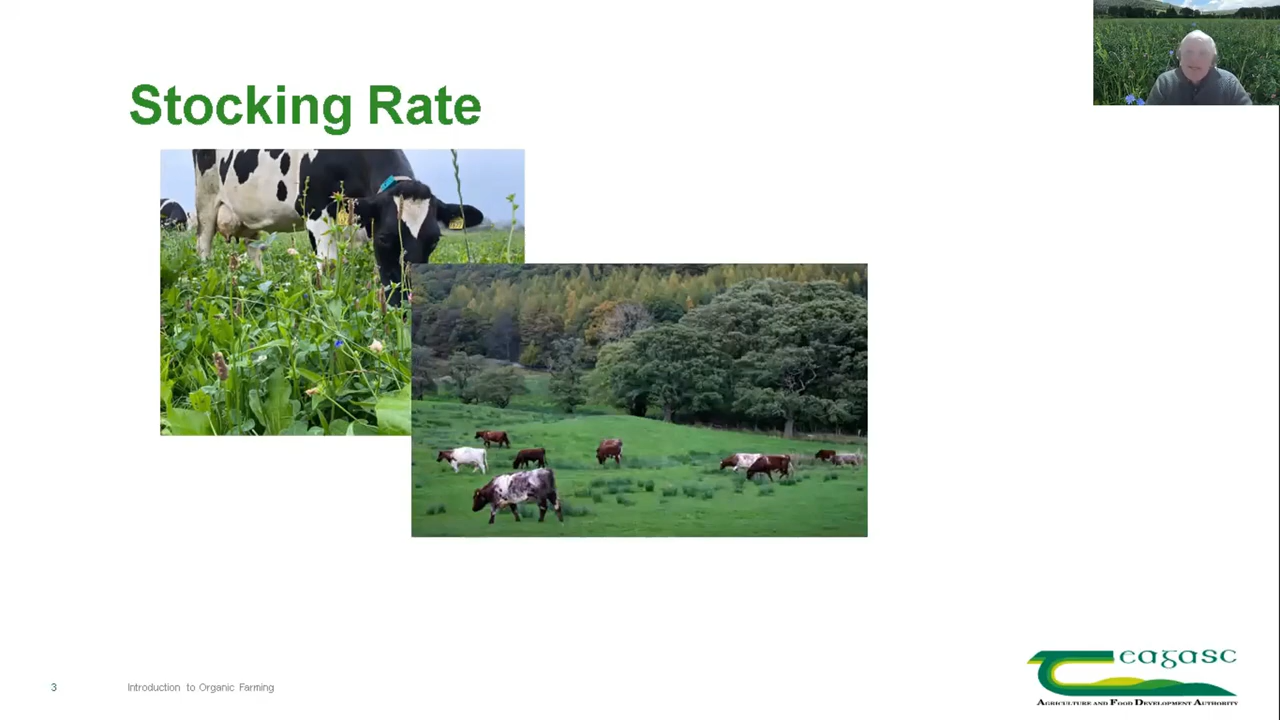 Stocking Rate
3
Introduction to Organic Farming
Teagasc
AGRICULTURE AND FOOD DEVELOPMENT AUTHORITY